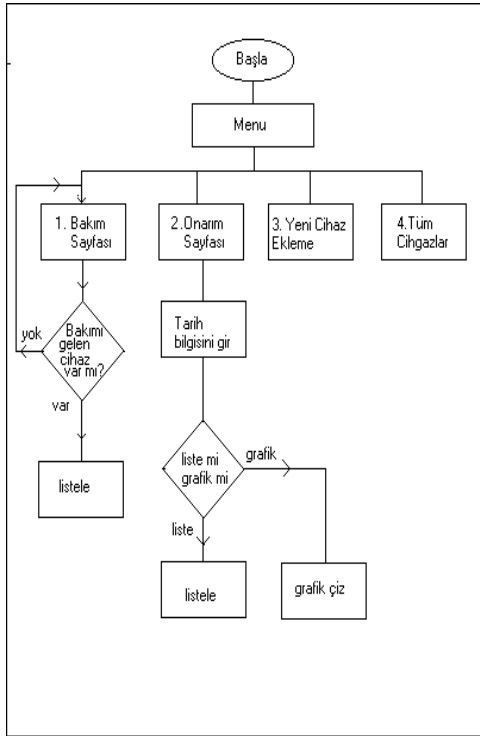 Başla
Menu
1. Bakım
Sayfası
2.Onarım
Sayfası
3. Yeni Cihaz
Ekleme
4.Tüm
Cihgazlar
Bakımı
gelen
cihaz
var mı?
yok
var
listele
Tarih
bilgisini gir
liste mi
grafik mi
grafik
liste
listele
grafik çiz